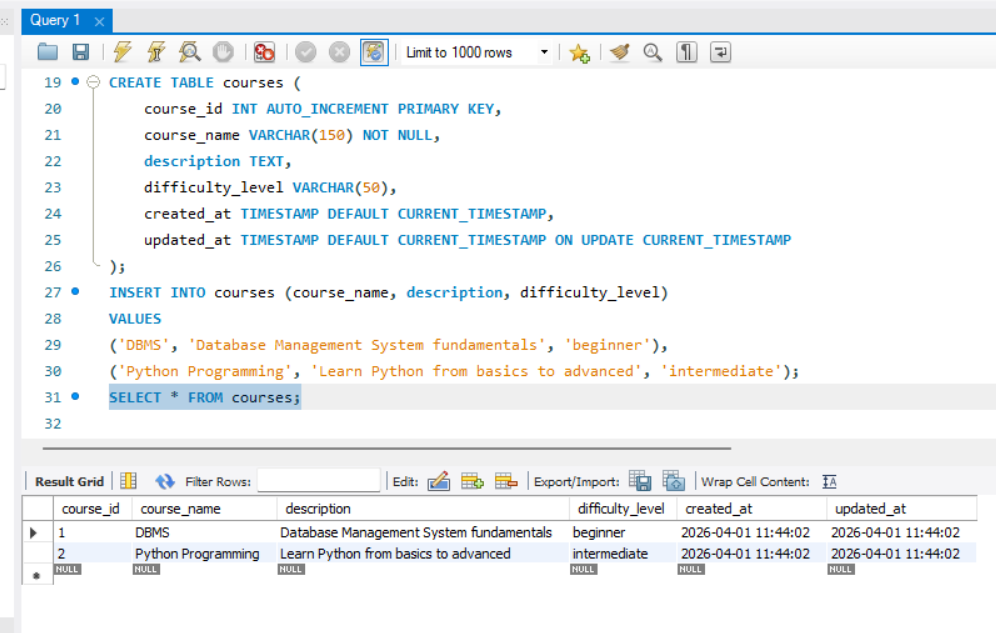 Query 1
Limit to 1000 rows
19 CREATE TABLE courses (
20 course_id INT AUTO_INCREMENT PRIMARY KEY,
21 course_name VARCHAR(150) NOT NULL,
22 description TEXT,
23 difficulty_level VARCHAR(50),
24 created_at TIMESTAMP DEFAULT CURRENT_TIMESTAMP,
25 updated_at TIMESTAMP DEFAULT CURRENT_TIMESTAMP ON UPDATE CURRENT_TIMESTAMP
26 );
27 INSERT INTO courses (course_name, description, difficulty_level)
28 VALUES
29 ('DBMS', 'Database Management System fundamentals', 'beginner'),
30 ('Python Programming', 'Learn Python from basics to advanced', 'intermediate');
31 SELECT * FROM courses;
32
Result Grid Filter Rows: Edit: Export/Import: Wrap Cell Content:
course_id course_name description difficulty_level created_at updated_at
1 DBMS Database Management System fundamentals beginner 2026-04-01 11:44:02 2026-04-01 11:44:02
2 Python Programming Learn Python from basics to advanced intermediate 2026-04-01 11:44:02 2026-04-01 11:44:02
NULL NULL NULL NULL NULL NULL